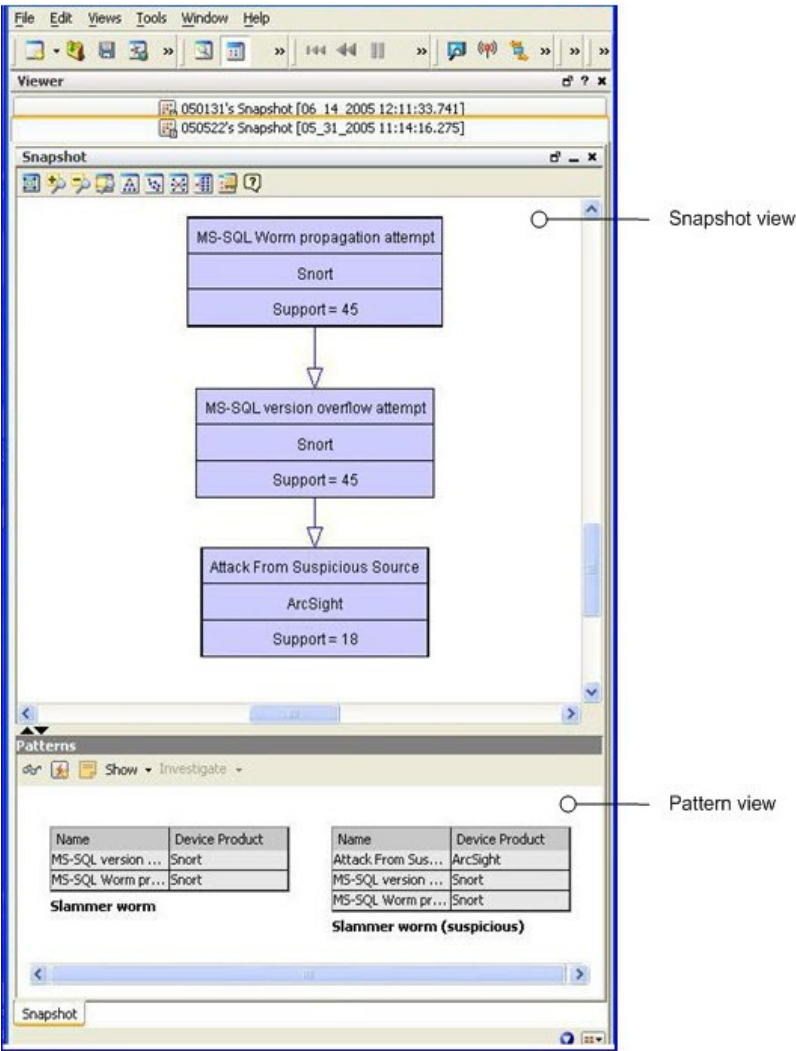 File Edit Views Tools Window Help
Viewer
050131's Snapshot [06_14_2005 12:11:33.741]
050522's Snapshot [05_31_2005 11:14:16.275]
Snapshot
Snapshot view
MS-SQL Worm propagation attempt
Snort
Support = 45
MS-SQL version overflow attempt
Snort
Support = 45
Attack From Suspicious Source
ArcSight
Support = 18
Patterns
Show Investigate
Pattern view
Name Device Product
MS-SQL version ... Snort
MS-SQL Worm pr... Snort
Slammer worm
Name Device Product
Attack From Sus... ArcSight
MS-SQL version ... Snort
MS-SQL Worm pr... Snort
Slammer worm (suspicious)
Snapshot